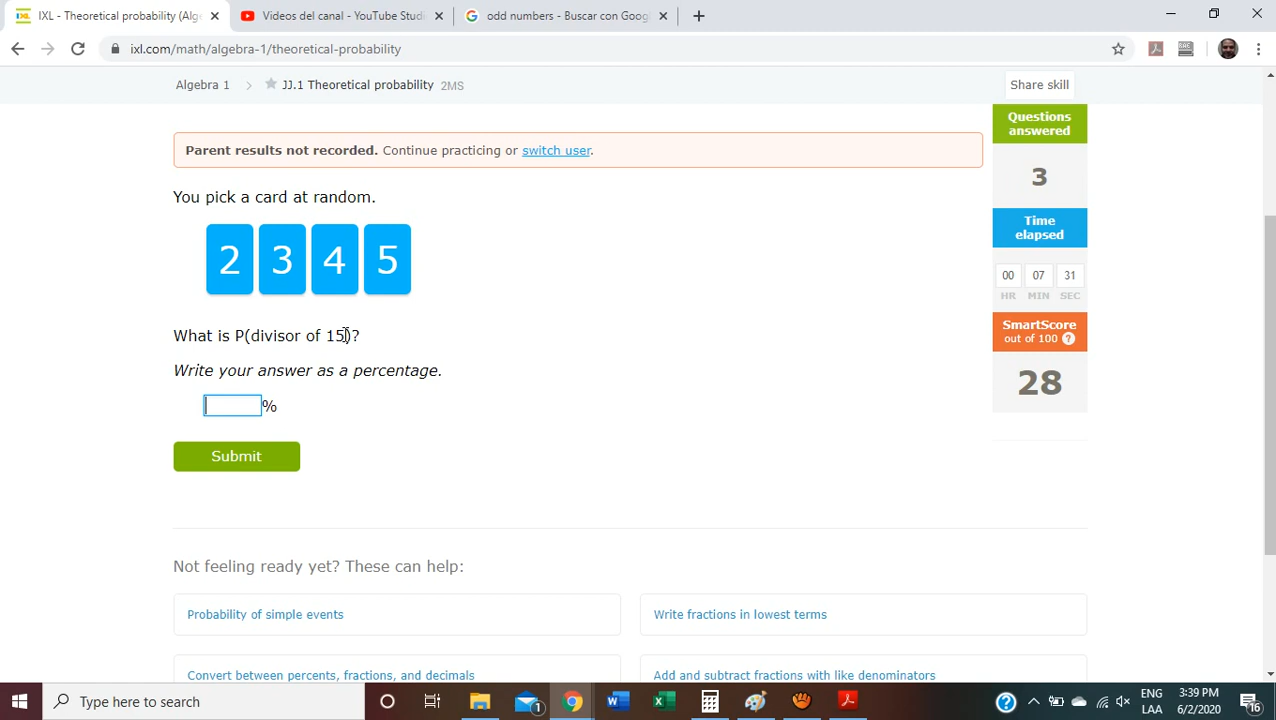 IXL - Theoretical probability (Alge
Videos del canal - YouTube Studi
odd numbers - Buscar con Googl
ixl.com/math/algebra-1/theoretical-probability
Algebra 1 > JJ.1 Theoretical probability 2MS
Share skill
Parent results not recorded. Continue practicing or switch user.
You pick a card at random.
2 3 4 5
What is P(divisor of 15)?
Write your answer as a percentage.
%
Submit
Questions answered
3
Time elapsed
00 07 31
HR MIN SEC
SmartScore
out of 100 ?
28
Not feeling ready yet? These can help:
Probability of simple events
Write fractions in lowest terms
Convert between percents, fractions, and decimals
Add and subtract fractions with like denominators
Type here to search
1
ENG
LAA
3:39 PM
6/2/2020
16